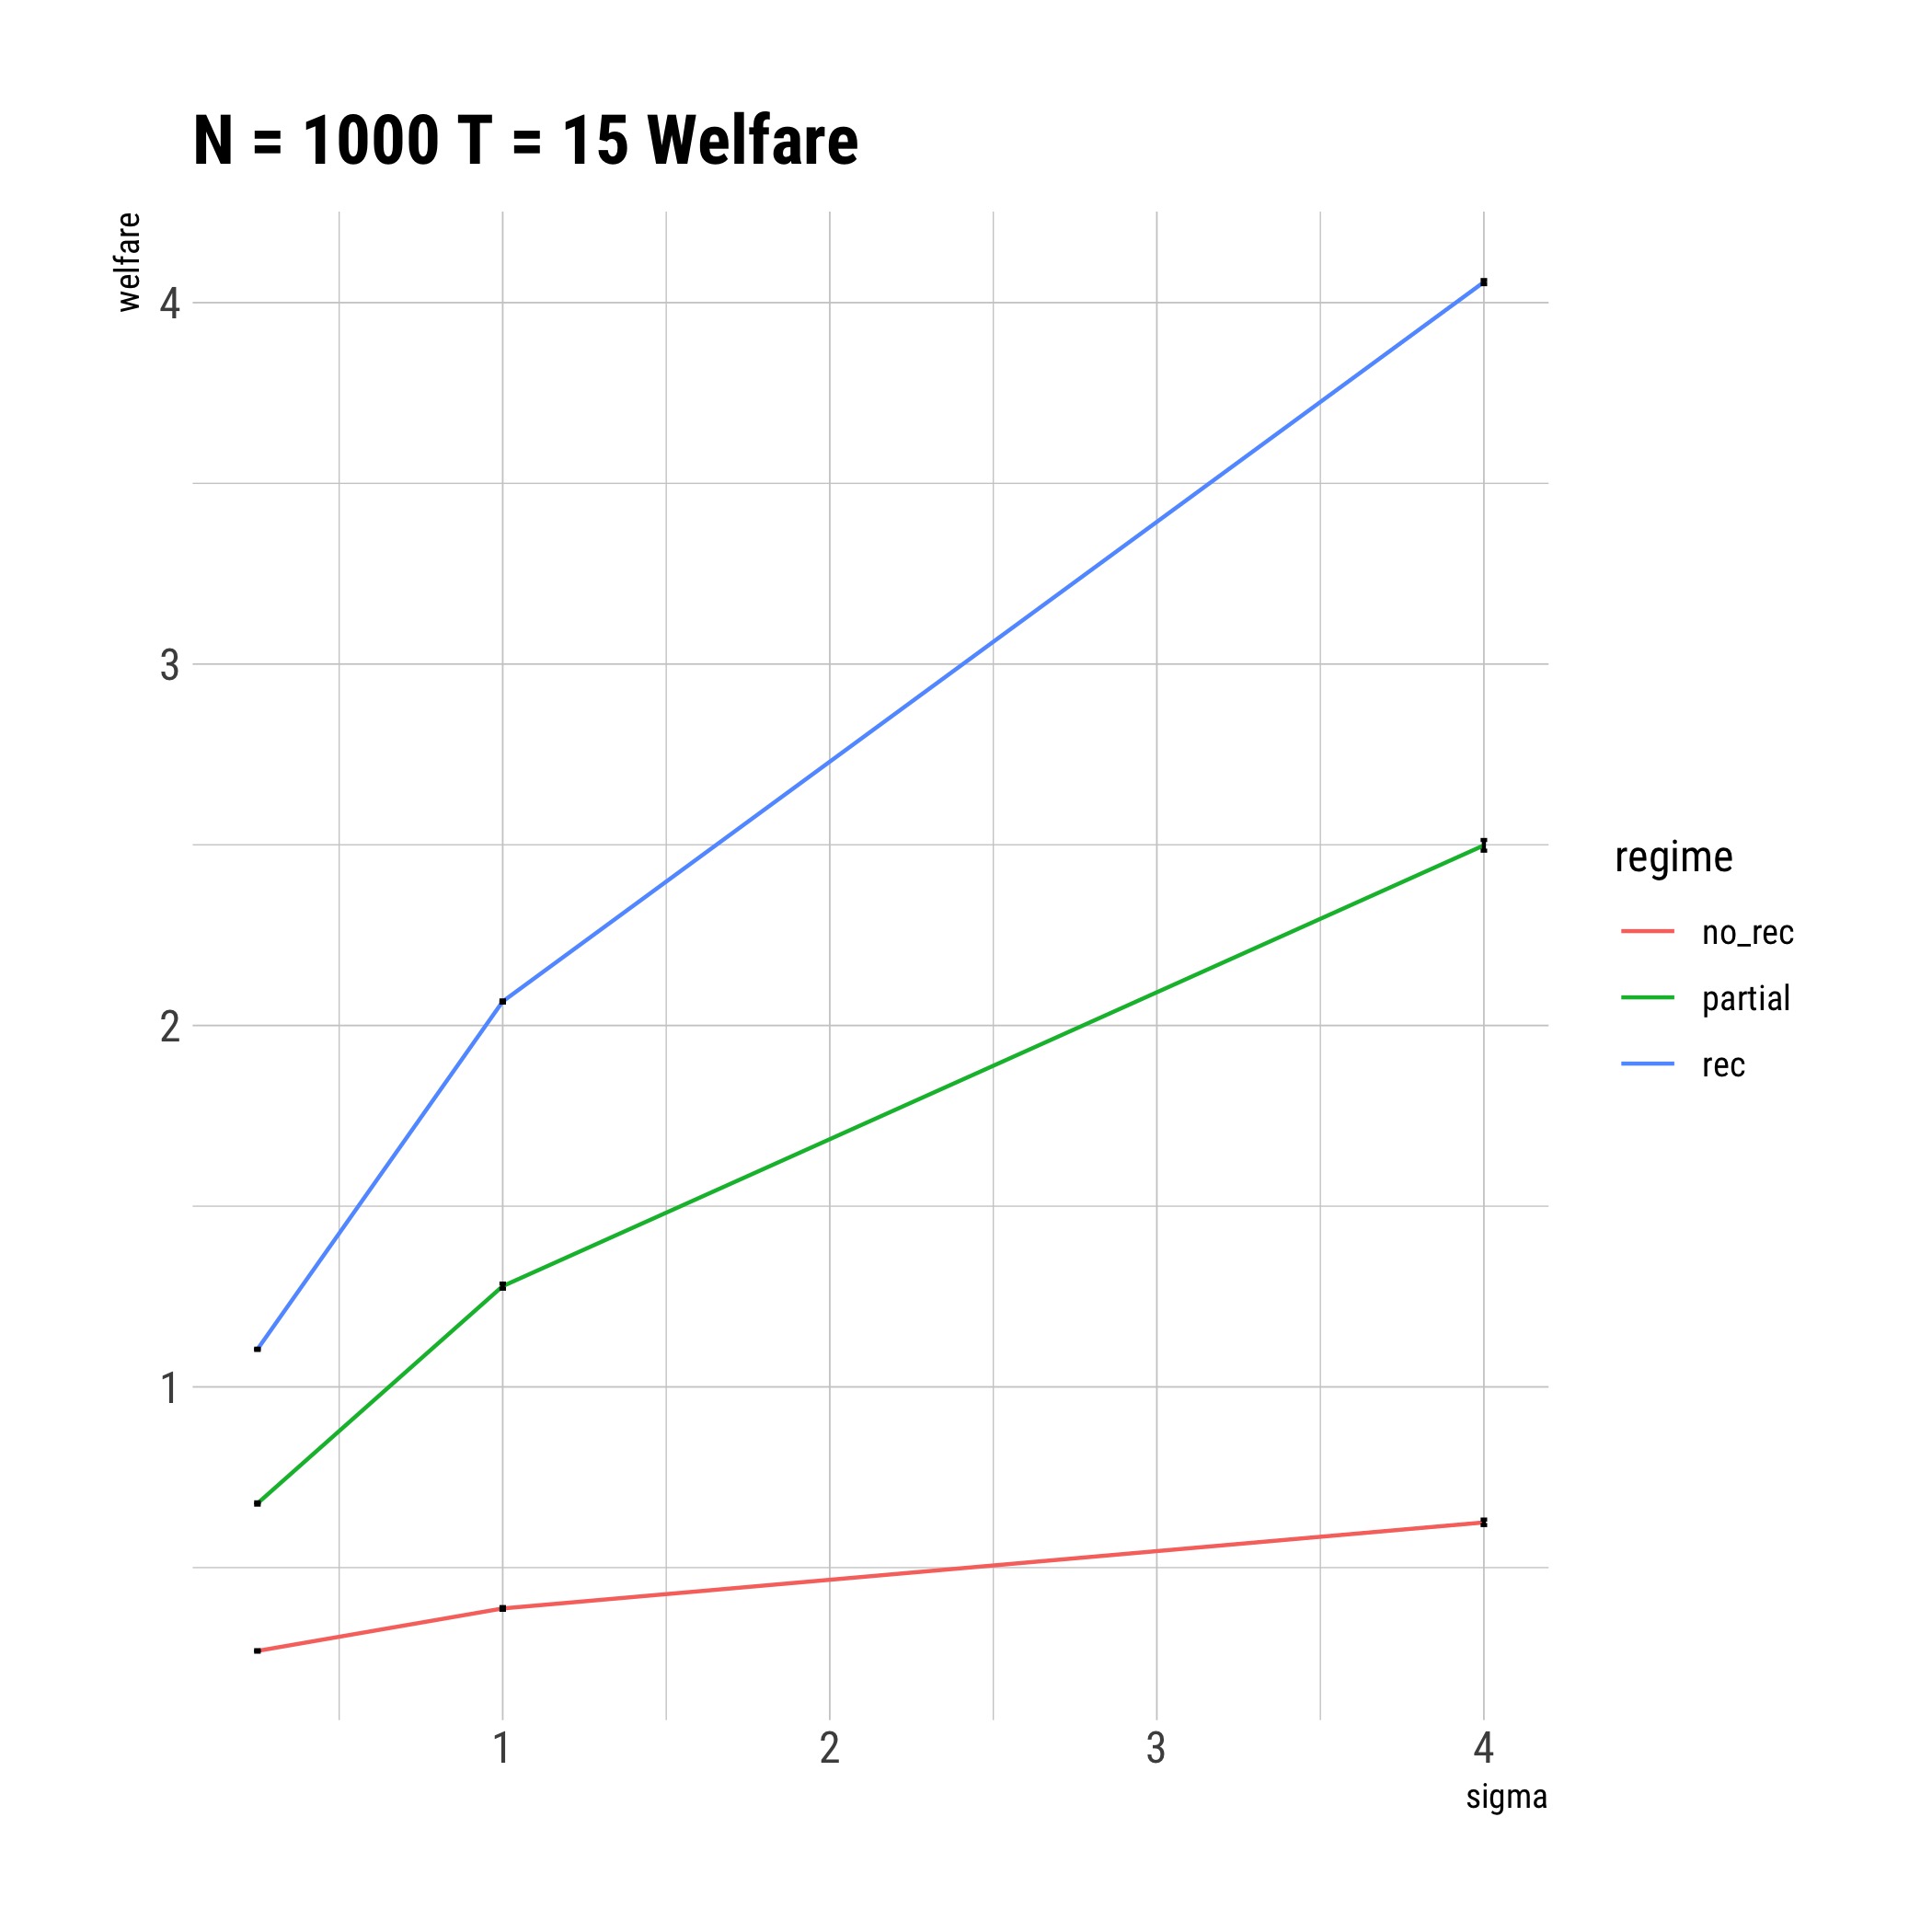 N = 1000 T = 15 Welfare
welfare
4
3
2
1
1 2 3 4
sigma
regime
no_rec
partial
rec